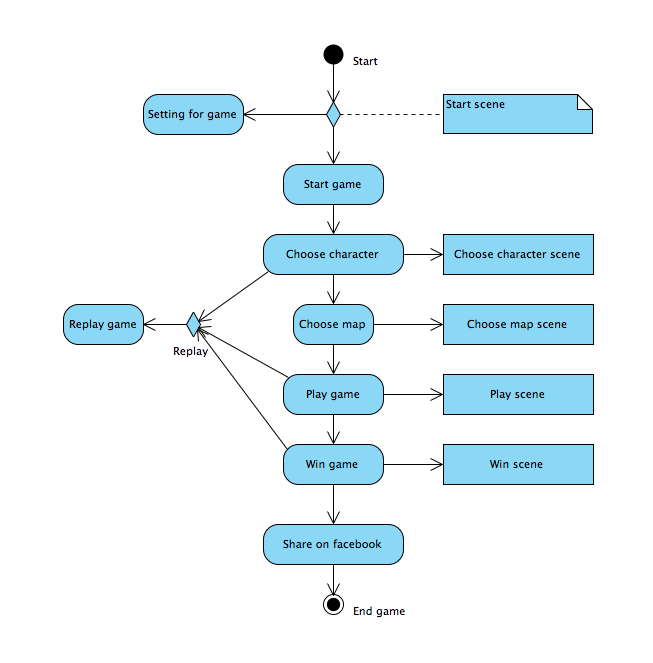 Start
Setting for game
Start scene
Start game
Choose character
Choose character scene
Replay game
Replay
Choose map
Choose map scene
Play game
Play scene
Win game
Win scene
Share on facebook
End game